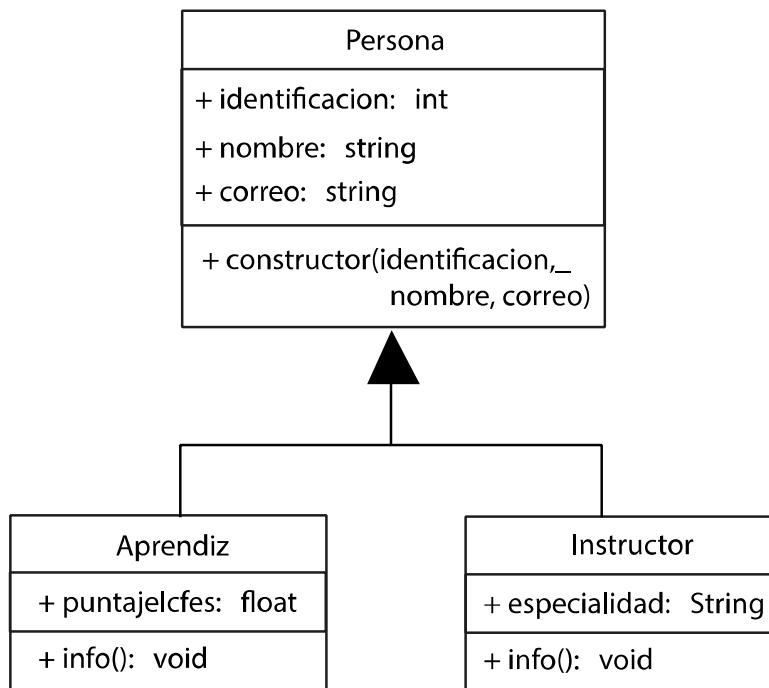 Persona
+ identificacion: int
+ nombre: string
+ correo: string
+ constructor(identificacion,_
nombre, correo)
Aprendiz
+ puntajeIcfes: float
+ info(): void
Instructor
+ especialidad: String
+ info(): void